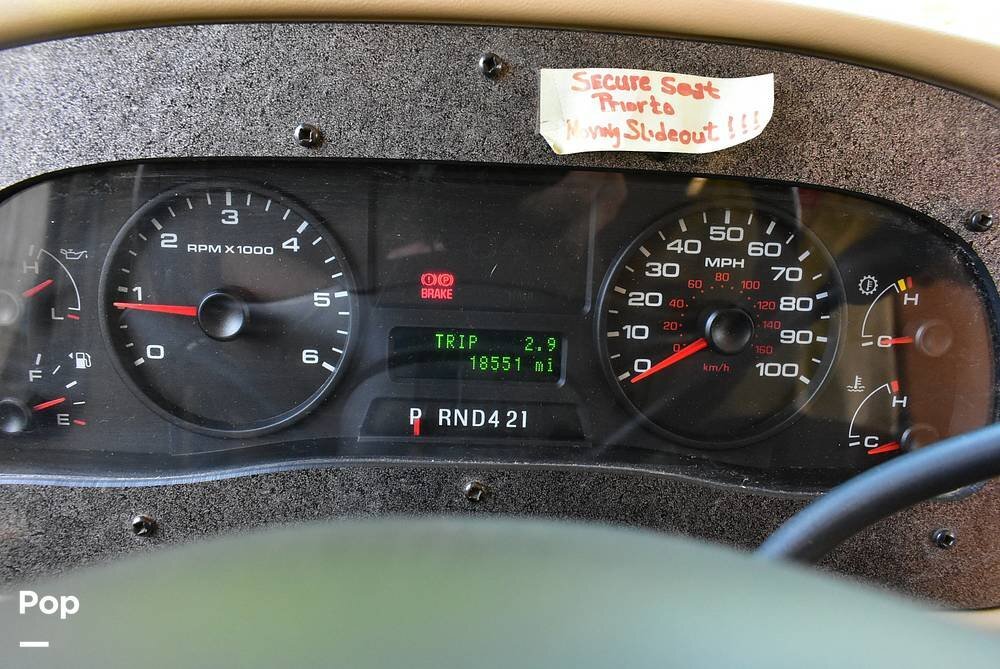 SECURE Seat
Prior to
Moving Slideout !!!
3
2
4
RPM X 1000
1
5
0
6
H
L
F
E
BRAKE
TRIP 2.9
18551 mi
P RND421
50
40
60
MPH
30
70
80
60
100
20
80
40
120
10
20
140
90
0
0
160
100
km/h
H
C
H
C
Pop